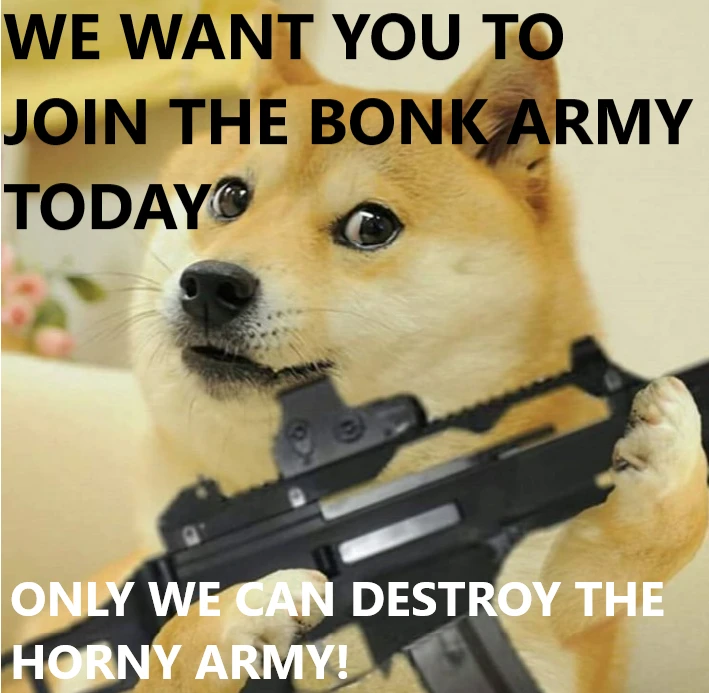 WE WANT YOU TO
JOIN THE BONK ARMY
TODAY
ONLY WE CAN DESTROY THE
HORNY ARMY!